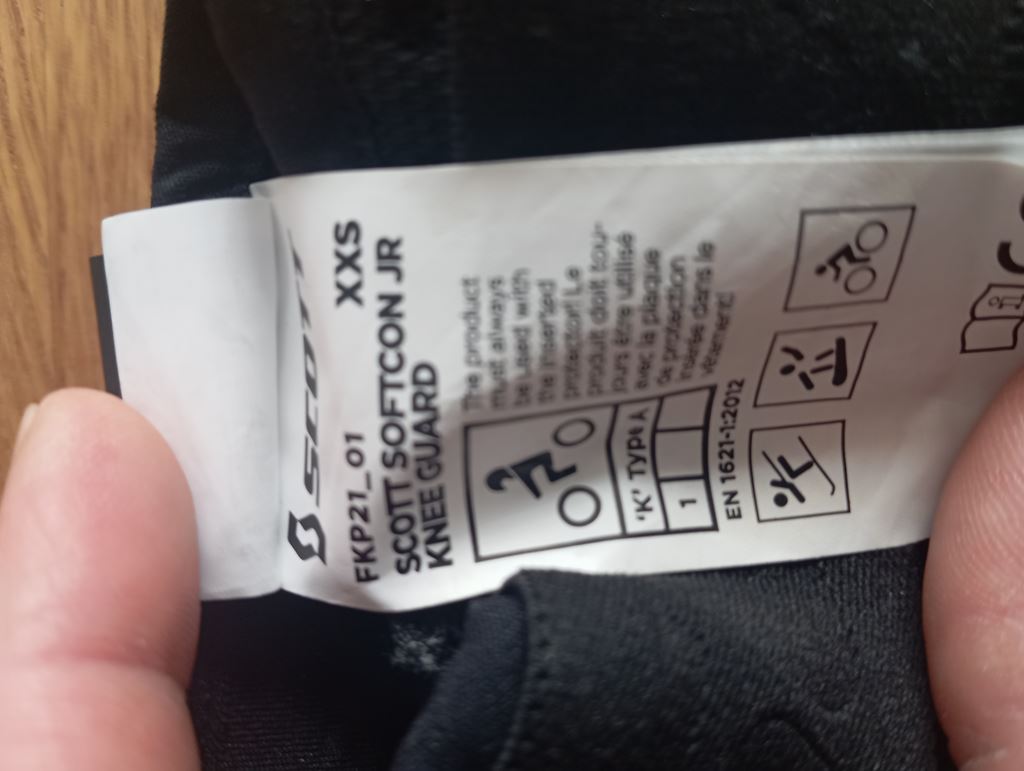 SCOTT
XXS
FKP21_01
SCOTT SOFTCON JR
KNEE GUARD
The product
must always
be used with
the inserted
protector! Le
produit doit tou-
jours être utilisé
avec la plaque
de protection
insérée dans le
vêtement!
'K' TYPE A
1
EN 1621-1:2012
i